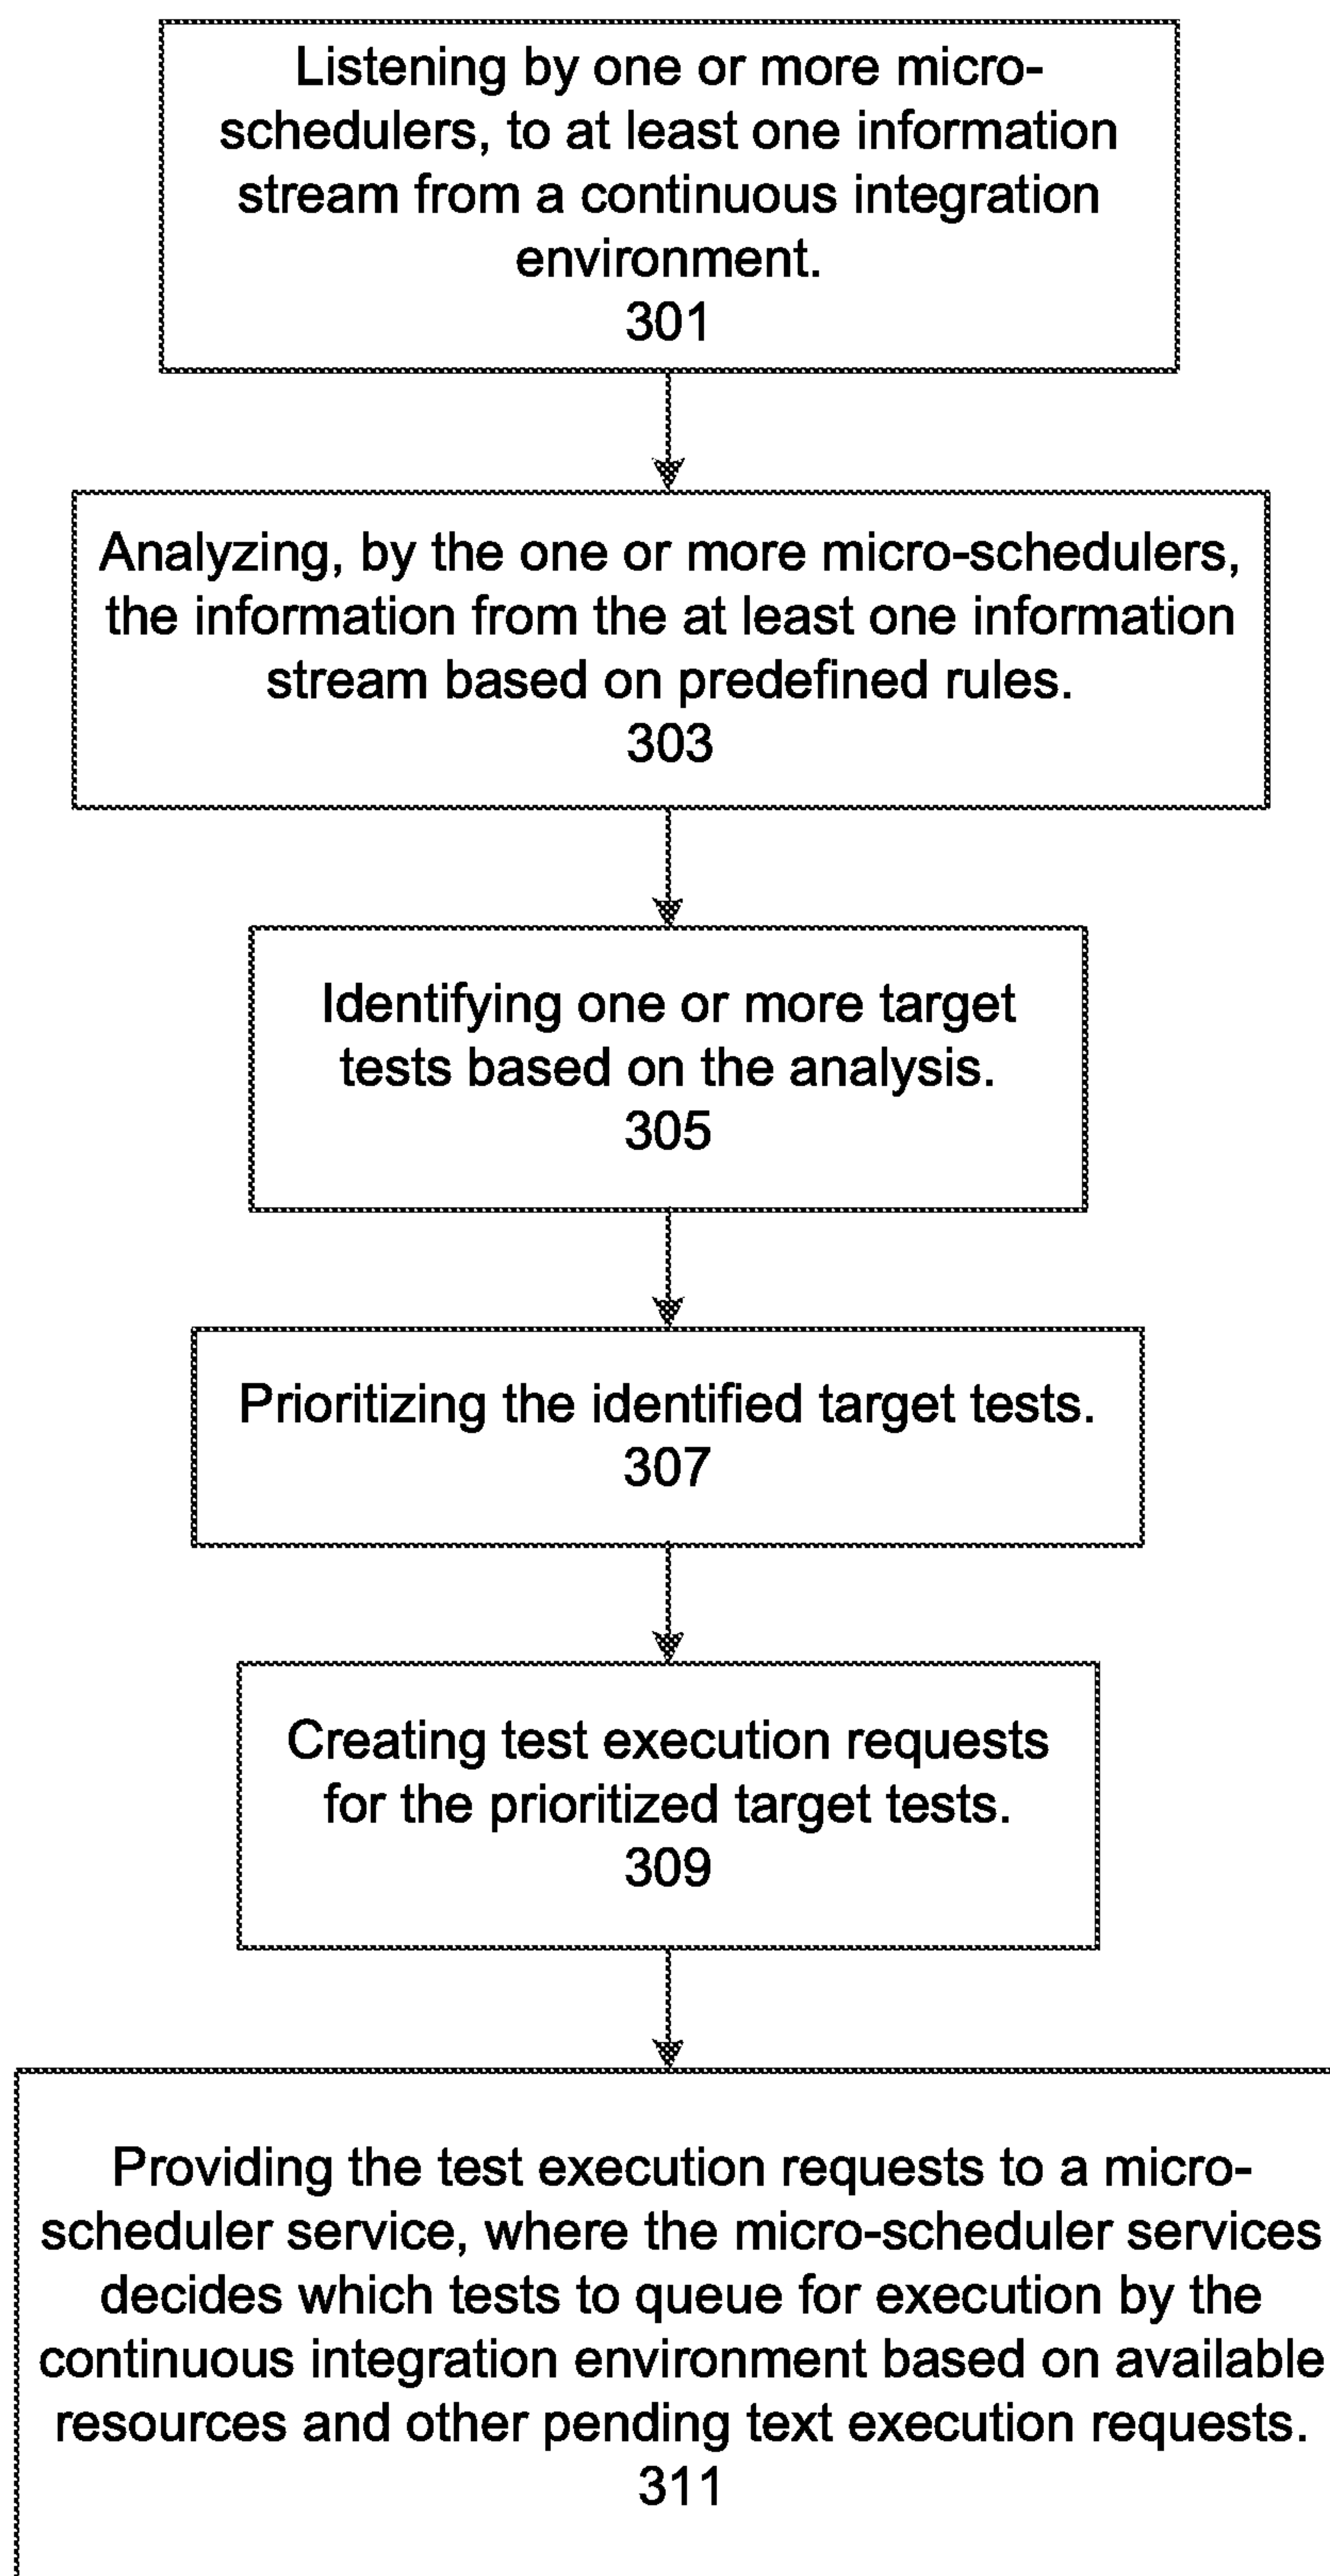 Listening by one or more micro-
schedulers, to at least one information
stream from a continuous integration
environment.
301
Analyzing, by the one or more micro-schedulers,
the information from the at least one information
stream based on predefined rules.
303
Identifying one or more target
tests based on the analysis.
305
Prioritizing the identified target tests.
307
Creating test execution requests
for the prioritized target tests.
309
Providing the test execution requests to a micro-
scheduler service, where the micro-scheduler services
decides which tests to queue for execution by the
continuous integration environment based on available
resources and other pending text execution requests.
311